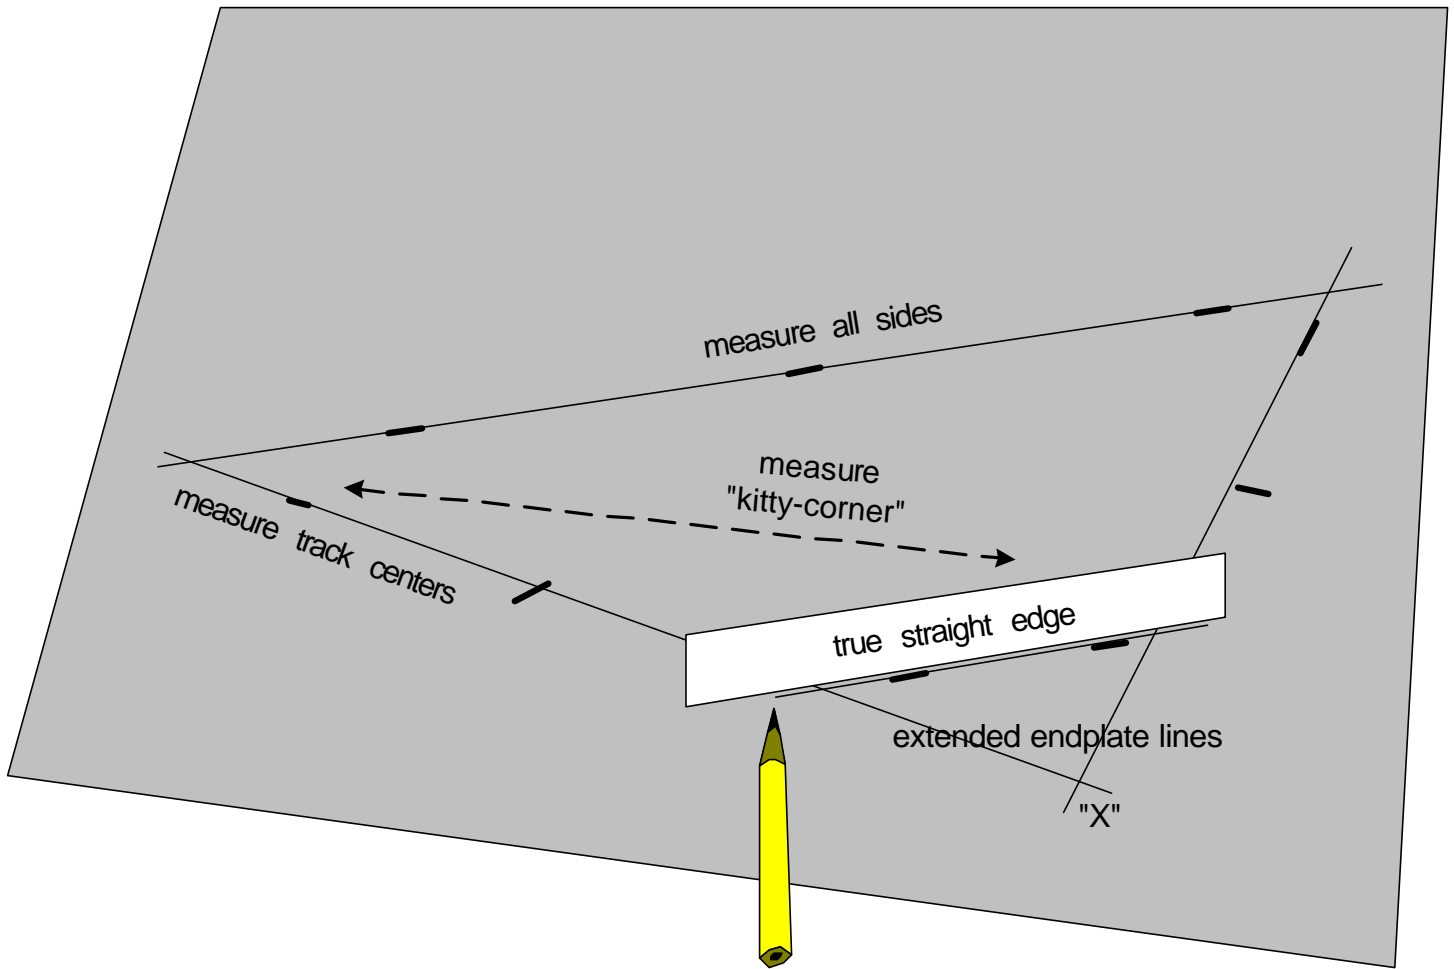 measure all sides
measure
"kitty-corner"
measure track centers
true straight edge
extended endplate lines
"X"